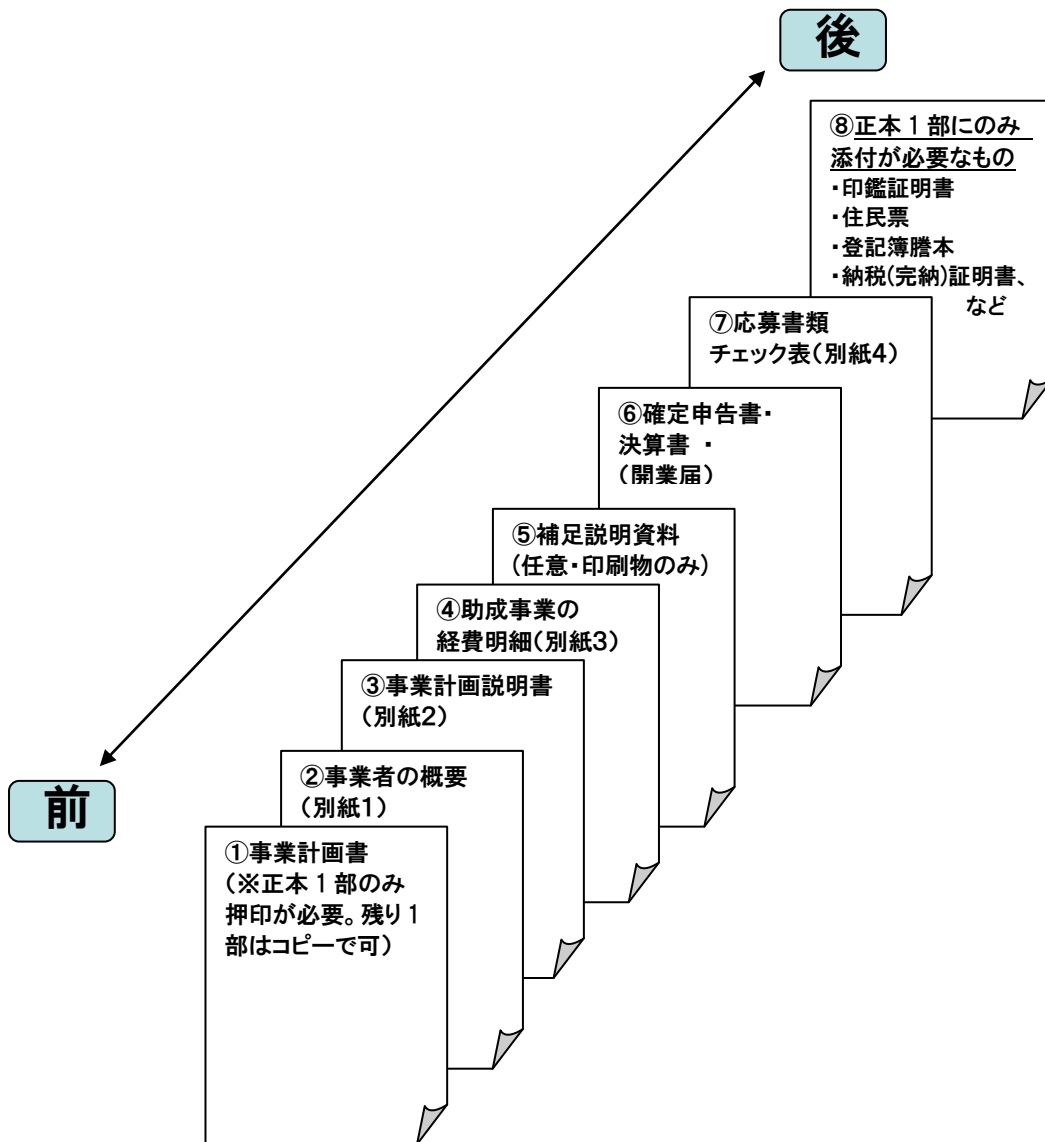 後
⑧正本1部にのみ
添付が必要なもの
・印鑑証明書
・住民票
・登記簿謄本
・納税(完納)証明書、
など
⑦応募書類
チェック表(別紙4)
⑥確定申告書・
決算書 ・
(開業届)
⑤補足説明資料
(任意・印刷物のみ)
④助成事業の
経費明細(別紙3)
③事業計画説明書
(別紙2)
②事業者の概要
(別紙1)
前
①事業計画書
(※正本1部のみ
押印が必要。残り1
部はコピーで可)